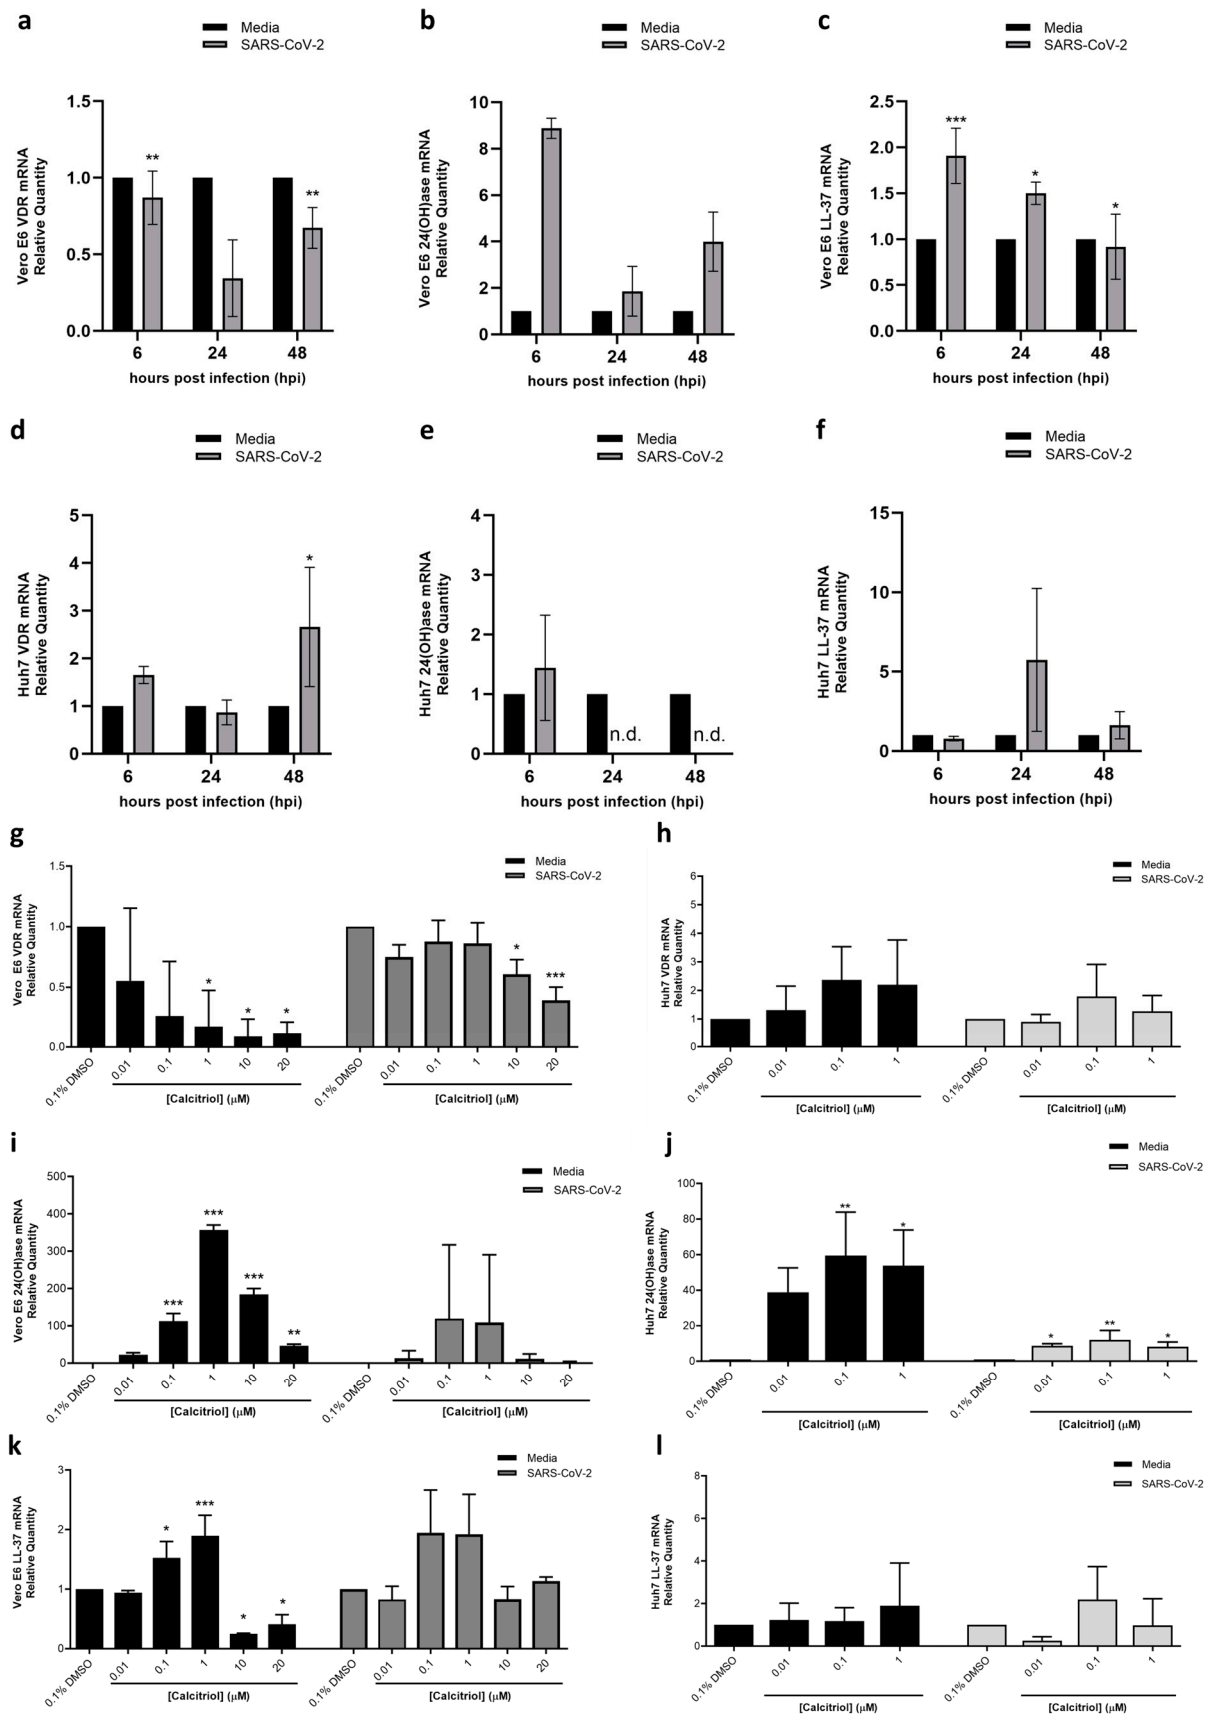 a
Media
SARS-CoV-2
Vero E6 VDR mRNA
Relative Quantity
1.5
1.0
0.5
0.0
**
**
6 24 48
hours post infection (hpi)
b
Media
SARS-CoV-2
Vero E6 24(OH)ase mRNA
Relative Quantity
10
8
6
4
2
0
6 24 48
hours post infection (hpi)
c
Media
SARS-CoV-2
Vero E6 LL-37 mRNA
Relative Quantity
2.5
2.0
1.5
1.0
0.5
0.0
***
*
*
6 24 48
hours post infection (hpi)
d
Media
SARS-CoV-2
Huh7 VDR mRNA
Relative Quantity
5
4
3
2
1
0
*
6 24 48
hours post infection (hpi)
e
Media
SARS-CoV-2
Huh7 24(OH)ase mRNA
Relative Quantity
4
3
2
1
0
n.d. n.d.
6 24 48
hours post infection (hpi)
f
Media
SARS-CoV-2
Huh7 LL-37 mRNA
Relative Quantity
15
10
5
0
6 24 48
hours post infection (hpi)
g
Media
SARS-CoV-2
Vero E6 VDR mRNA
Relative Quantity
1.5
1.0
0.5
0.0
* * * * ***
0.1% DMSO 0.01 0.1 1 10 20 0.1% DMSO 0.01 0.1 1 10 20
[Calcitriol] (μM) [Calcitriol] (μM)
h
Media
SARS-CoV-2
Huh7 VDR mRNA
Relative Quantity
6
5
4
3
2
1
0
0.1% DMSO 0.01 0.1 1 0.1% DMSO 0.01 0.1 1
[Calcitriol] (μM) [Calcitriol] (μM)
i
Media
SARS-CoV-2
Vero E6 24(OH)ase mRNA
Relative Quantity
500
400
300
200
100
0
*** *** *** **
0.1% DMSO 0.01 0.1 1 10 20 0.1% DMSO 0.01 0.1 1 10 20
[Calcitriol] (μM) [Calcitriol] (μM)
j
Media
SARS-CoV-2
Huh7 24(OH)ase mRNA
Relative Quantity
100
80
60
40
20
0
** * * ** *
0.1% DMSO 0.01 0.1 1 0.1% DMSO 0.01 0.1 1
[Calcitriol] (μM) [Calcitriol] (μM)
k
Media
SARS-CoV-2
Vero E6 LL-37 mRNA
Relative Quantity
3
2
1
0
* *** * *
0.1% DMSO 0.01 0.1 1 10 20 0.1% DMSO 0.01 0.1 1 10 20
[Calcitriol] (μM) [Calcitriol] (μM)
l
Media
SARS-CoV-2
Huh7 LL-37 mRNA
Relative Quantity
8
6
4
2
0
0.1% DMSO 0.01 0.1 1 0.1% DMSO 0.01 0.1 1
[Calcitriol] (μM) [Calcitriol] (μM)